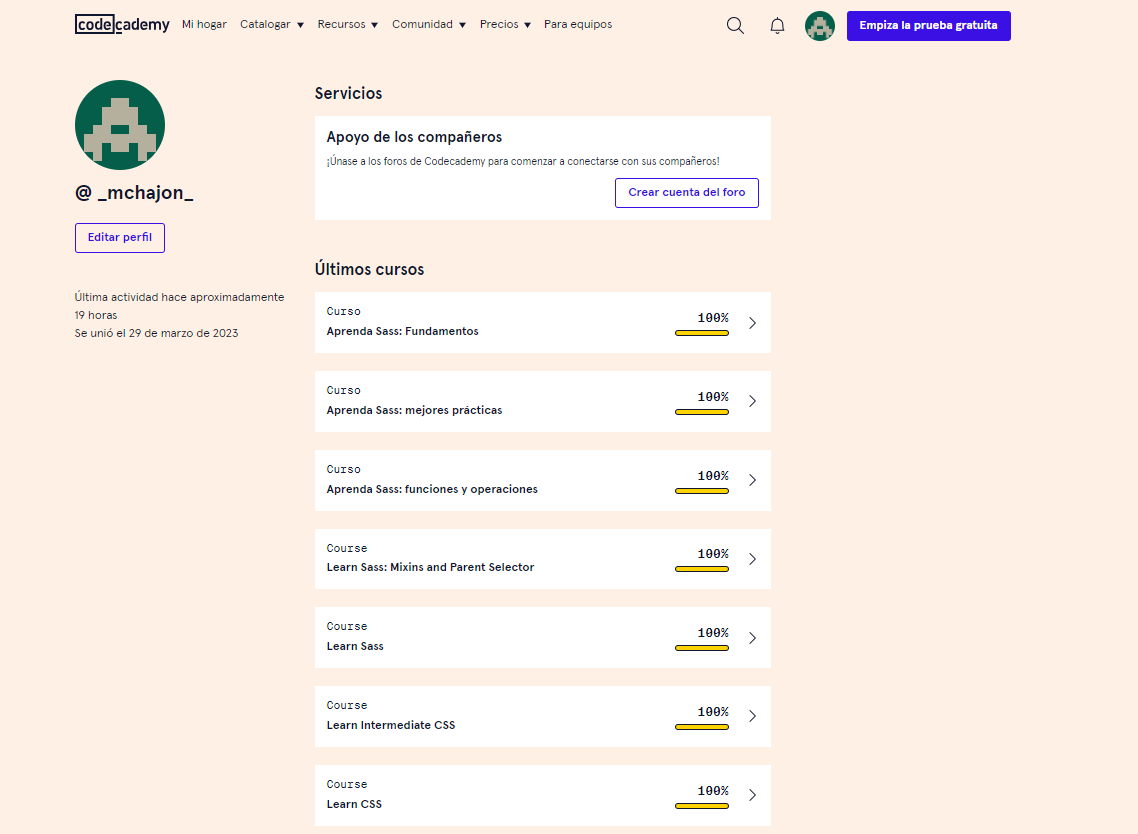 codecademy
Mi hogar
Catalogar
Recursos
Comunidad
Precios
Para equipos
Empiza la prueba gratuita
@ _mchajon_
Editar perfil
Última actividad hace aproximadamente
19 horas
Se unió el 29 de marzo de 2023
Servicios
Apoyo de los compañeros
¡Únase a los foros de Codecademy para comenzar a conectarse con sus compañeros!
Crear cuenta del foro
Últimos cursos
Curso
Aprenda Sass: Fundamentos
100%
Curso
Aprenda Sass: mejores prácticas
100%
Curso
Aprenda Sass: funciones y operaciones
100%
Course
Learn Sass: Mixins and Parent Selector
100%
Course
Learn Sass
100%
Course
Learn Intermediate CSS
100%
Course
Learn CSS
100%